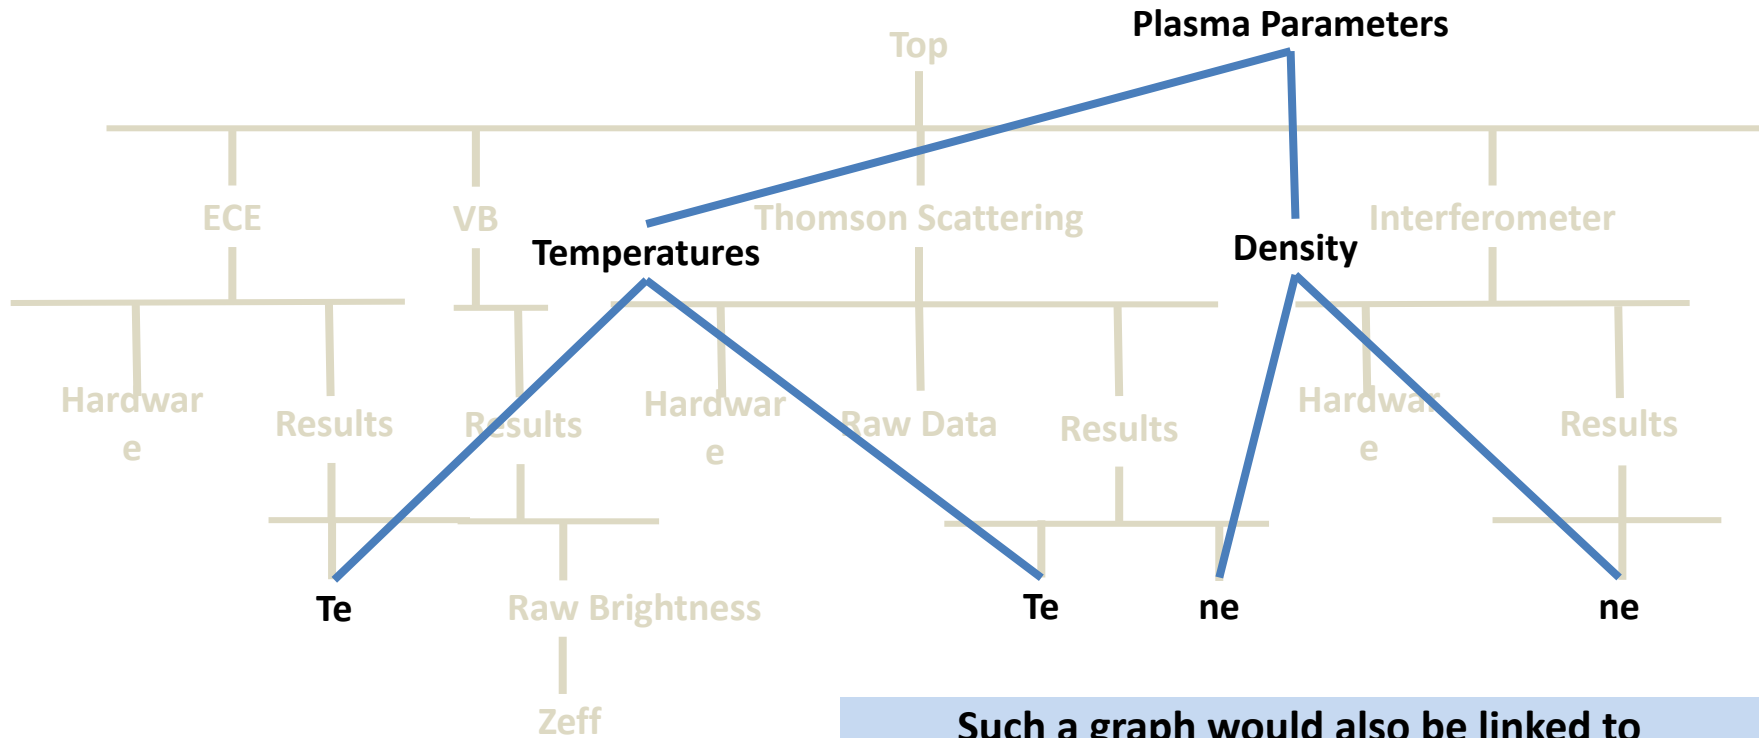 Plasma Parameters
Top
ECE
VB
Thomson Scattering
Interferometer
Temperatures
Density
Hardwar
e
Results
Results
Hardwar
e
Raw Data
Results
Hardwar
e
Results
Te
Raw Brightness
Te
ne
ne
Zeff
Such a graph would also be linked to